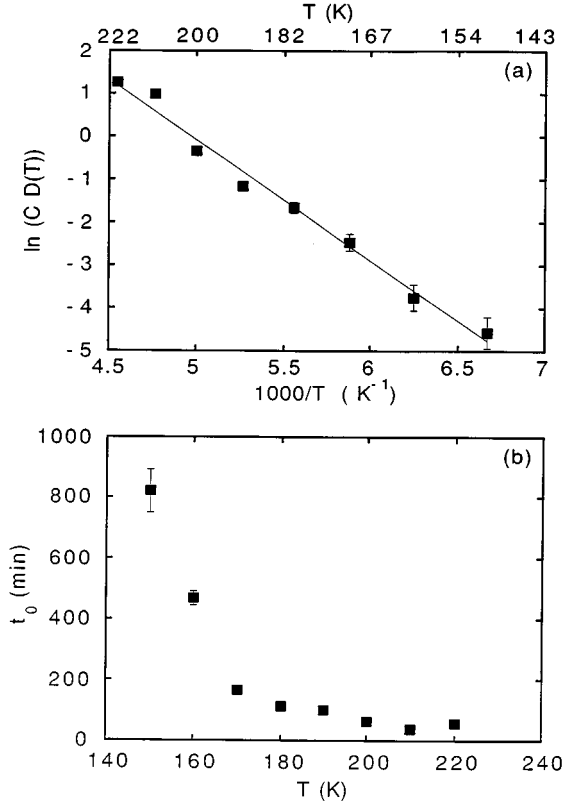 T (K)
222 200 182 167 154 143
(a)
2
1
0
- 1
- 2
- 3
- 4
- 5
ln (C D(T))
4.5 5 5.5 6 6.5 7
1000/T ( K⁻¹)
(b)
1000
800
600
400
200
0
t₀ (min)
140 160 180 200 220 240
T (K)